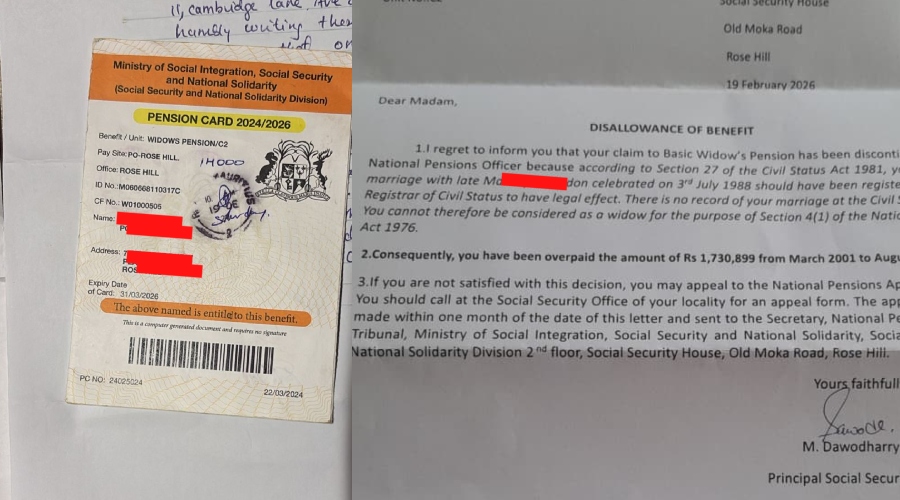 11, Cambridge lane, Ave
humbly writing
Ministry of Social Integration, Social Security
and National Solidarity
(Social Security and National Solidarity Division)
PENSION CARD 2024/2026
Benefit / Unit: WIDOWS PENSION/C2
Pay Site: PO-ROSE HILL,
Office: ROSE HILL
14000
ID No.: M060668110317C
CF No.: W01000505
Name:
Address:
ROS
Expiry Date
of Card: 31/03/2026
The above named is entitled to this benefit.
This is a computer generated document and requires no signature
PC NO: 24025024
22/03/2024
Social Security House
Old Moka Road
Rose Hill
19 February 2026
Dear Madam,
DISALLOWANCE OF BENEFIT
1.I regret to inform you that your claim to Basic Widow's Pension has been disconti
National Pensions Officer because according to Section 27 of the Civil Status Act 1981, yo
marriage with late Ma don celebrated on 3rd July 1988 should have been registe
Registrar of Civil Status to have legal effect. There is no record of your marriage at the Civil S
You cannot therefore be considered as a widow for the purpose of Section 4(1) of the Natio
Act 1976.
2.Consequently, you have been overpaid the amount of Rs 1,730,899 from March 2001 to Augu
3.If you are not satisfied with this decision, you may appeal to the National Pensions Ap
You should call at the Social Security Office of your locality for an appeal form. The app
made within one month of the date of this letter and sent to the Secretary, National Pe
Tribunal, Ministry of Social Integration, Social Security and National Solidarity, Socia
National Solidarity Division 2nd floor, Social Security House, Old Moka Road, Rose Hill.
Yours faithfull
M. Dawodharry
Principal Social Secur